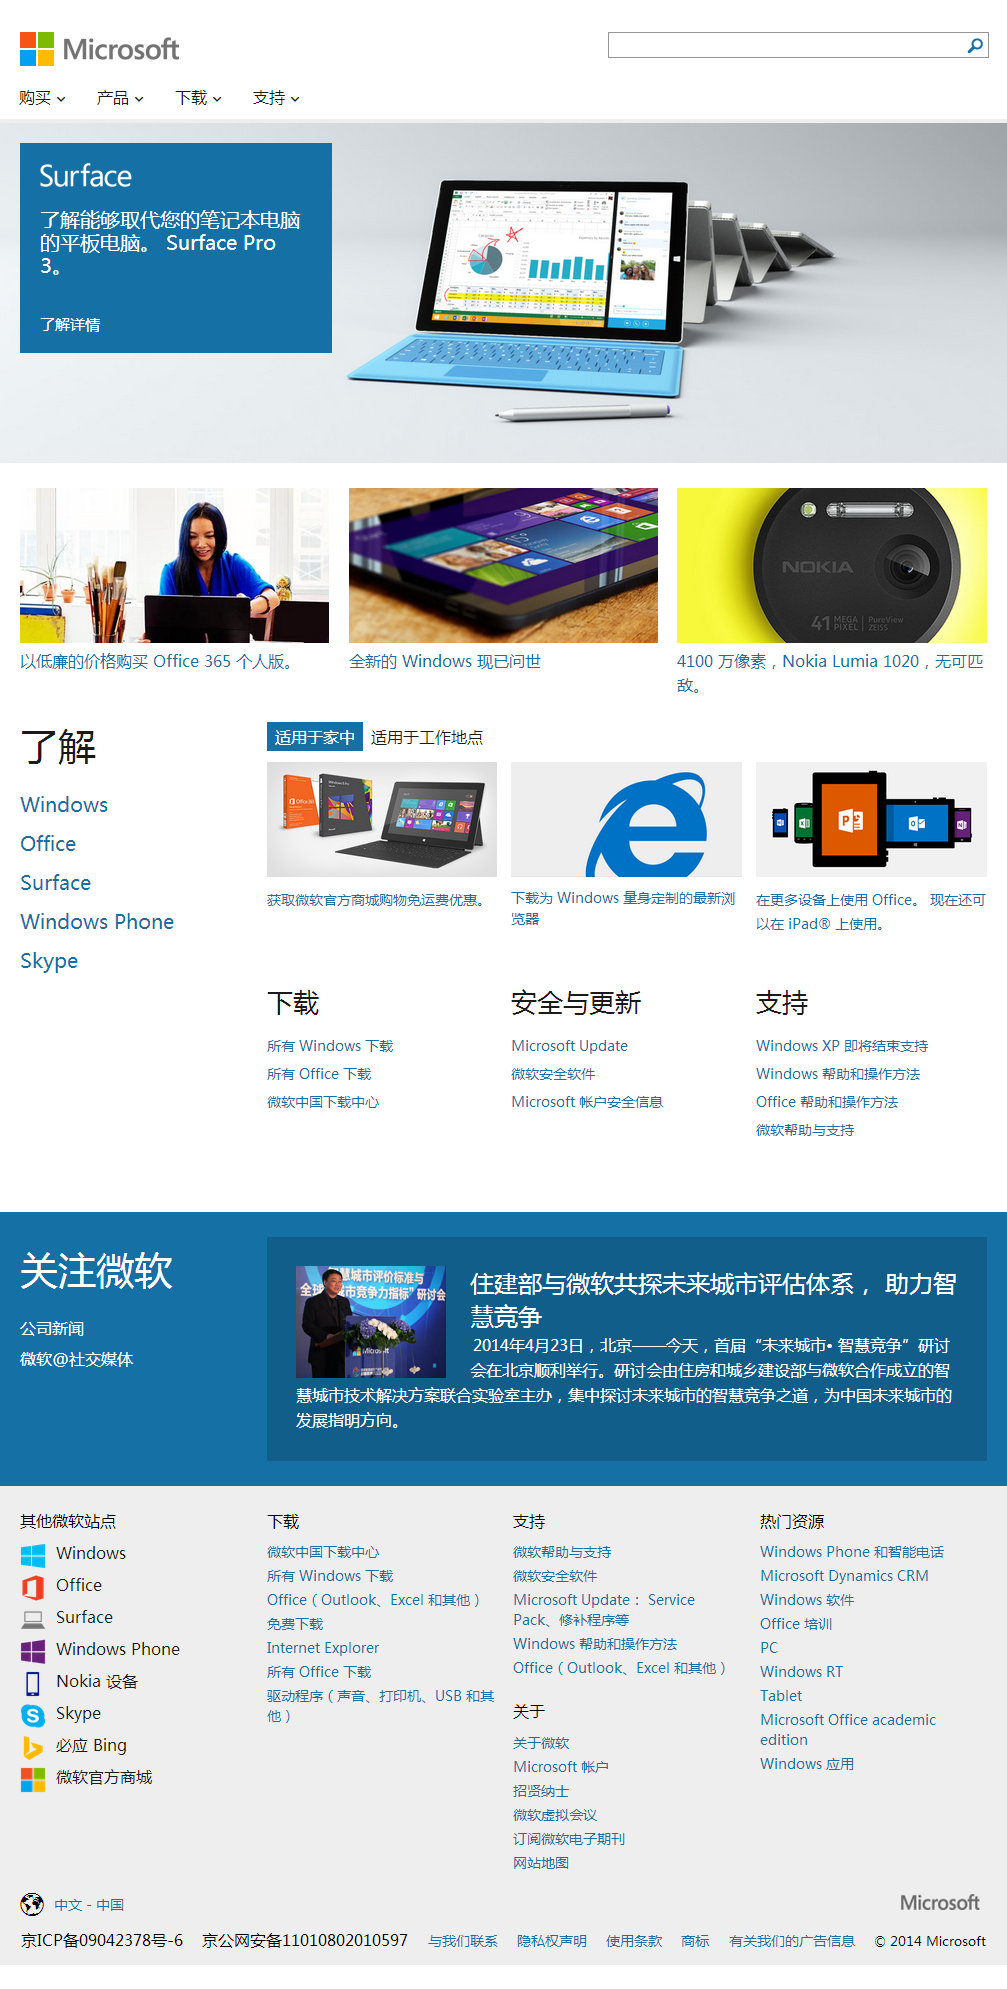 Microsoft
购买 产品 下载 支持
Surface
了解能够取代您的笔记本电脑
的平板电脑。 Surface Pro
3。
了解详情
NOKIA
41 MEGA PIXEL | PureView ZEISS
以低廉的价格购买 Office 365 个人版。
全新的 Windows 现已问世
4100 万像素，Nokia Lumia 1020，无可匹
敌。
了解
Windows
Office
Surface
Windows Phone
Skype
适用于家中 适用于工作地点
获取微软官方商城购物免运费优惠。
下载为 Windows 量身定制的最新浏
览器
在更多设备上使用 Office。 现在还可
以在 iPad® 上使用。
下载
所有 Windows 下载
所有 Office 下载
微软中国下载中心
安全与更新
Microsoft Update
微软安全软件
Microsoft 帐户安全信息
支持
Windows XP 即将结束支持
Windows 帮助和操作方法
Office 帮助和操作方法
微软帮助与支持
关注微软
公司新闻
微软@社交媒体
慧城市评价标准与
全球城市竞争力指标”研讨会
Microsoft
住建部与微软共探未来城市评估体系， 助力智
慧竞争
2014年4月23日，北京——今天，首届“未来城市• 智慧竞争”研讨
会在北京顺利举行。研讨会由住房和城乡建设部与微软合作成立的智
慧城市技术解决方案联合实验室主办，集中探讨未来城市的智慧竞争之道，为中国未来城市的
发展指明方向。
其他微软站点
Windows
Office
Surface
Windows Phone
Nokia 设备
Skype
必应 Bing
微软官方商城
下载
微软中国下载中心
所有 Windows 下载
Office（Outlook、Excel 和其他）
免费下载
Internet Explorer
所有 Office 下载
驱动程序（声音、打印机、USB 和其
他）
支持
微软帮助与支持
微软安全软件
Microsoft Update： Service
Pack、修补程序等
Windows 帮助和操作方法
Office（Outlook、Excel 和其他）
关于
关于微软
Microsoft 帐户
招贤纳士
微软虚拟会议
订阅微软电子期刊
网站地图
热门资源
Windows Phone 和智能电话
Microsoft Dynamics CRM
Windows 软件
Office 培训
PC
Windows RT
Tablet
Microsoft Office academic
edition
Windows 应用
中文 - 中国
Microsoft
京ICP备09042378号-6 京公网安备11010802010597 与我们联系 隐私权声明 使用条款 商标 有关我们的广告信息 © 2014 Microsoft